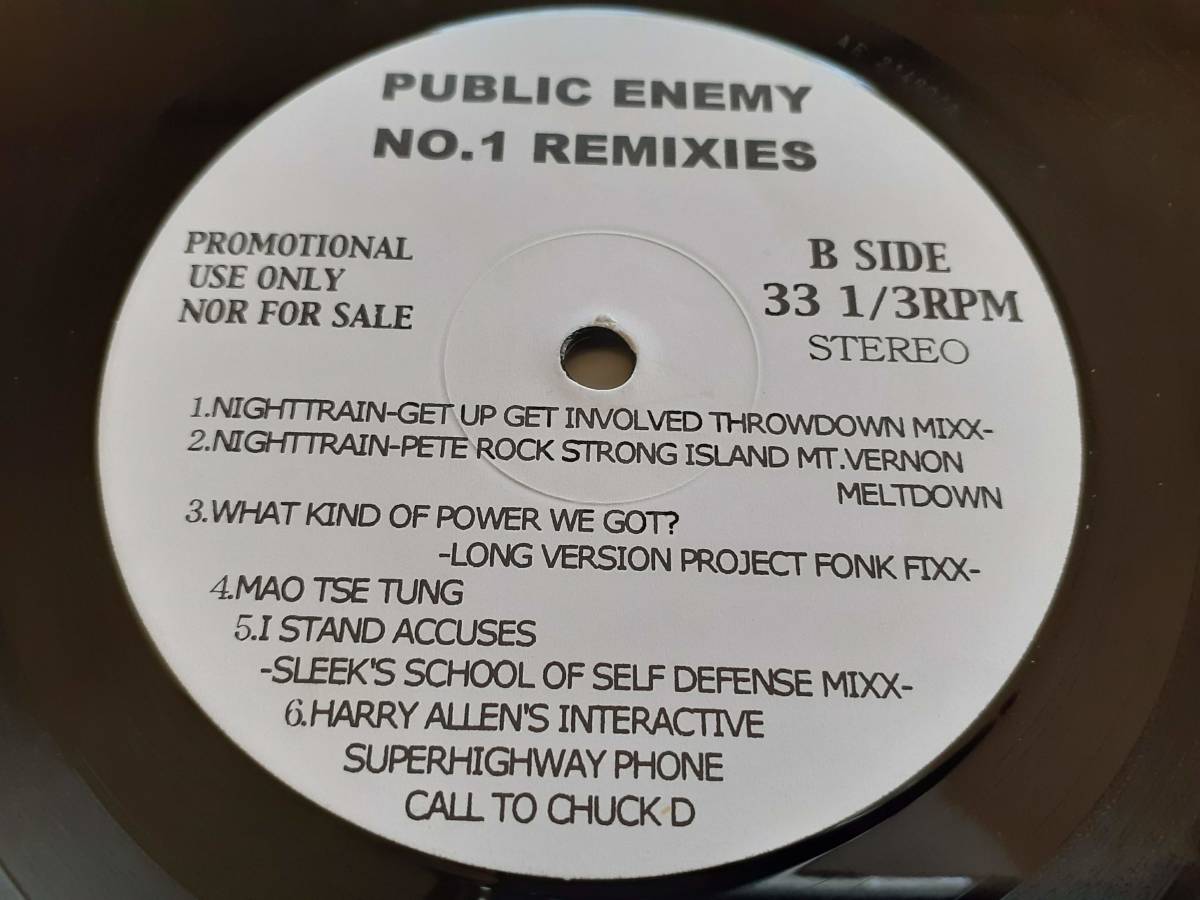 PUBLIC ENEMY
NO.1 REMIXIES
PROMOTIONAL
USE ONLY
NOR FOR SALE
B SIDE
33 1/3RPM
STEREO
1.NIGHTTRAIN-GET UP GET INVOLVED THROWDOWN MIXX-
2.NIGHTTRAIN-PETE ROCK STRONG ISLAND MT.VERNON
MELTDOWN
3.WHAT KIND OF POWER WE GOT?
-LONG VERSION PROJECT FONK FIXX-
4.MAO TSE TUNG
5.I STAND ACCUSES
-SLEEK'S SCHOOL OF SELF DEFENSE MIXX-
6.HARRY ALLEN'S INTERACTIVE
SUPERHIGHWAY PHONE
CALL TO CHUCK D